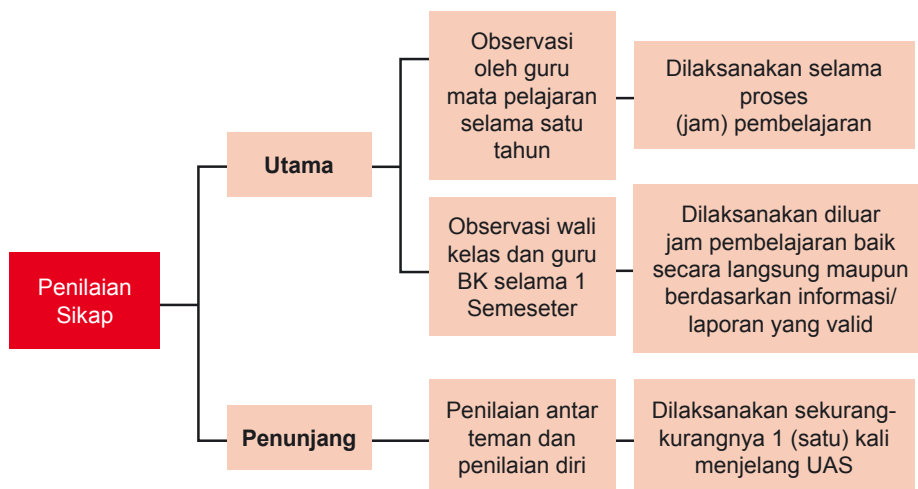 Penilaian
Sikap
Utama
Observasi
oleh guru
mata pelajaran
selama satu
tahun
Dilaksanakan selama
proses
(jam) pembelajaran
Observasi wali
kelas dan guru
BK selama 1
Semeseter
Dilaksanakan diluar
jam pembelajaran baik
secara langsung maupun
berdasarkan informasi/
laporan yang valid
Penunjang
Penilaian antar
teman dan
penilaian diri
Dilaksanakan sekurang-
kurangnya 1 (satu) kali
menjelang UAS